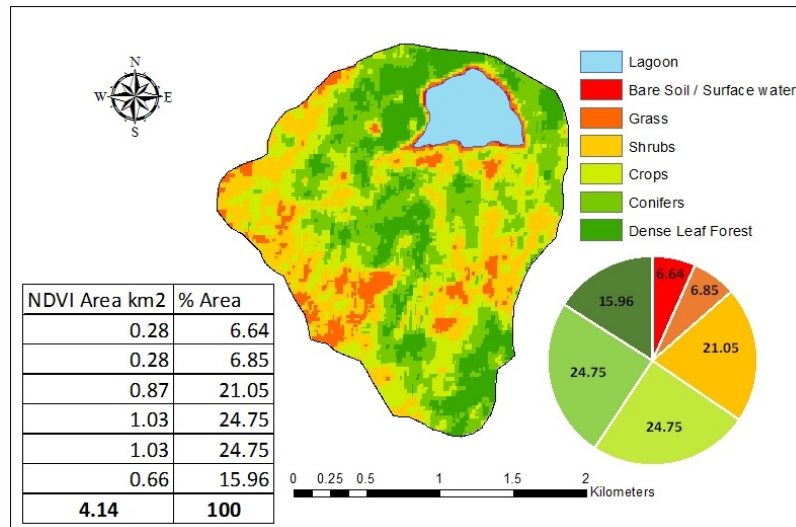 N
W E
S
Lagoon
Bare Soil / Surface water
Grass
Shrubs
Crops
Conifers
Dense Leaf Forest
NDVI Area km2 % Area
0.28 6.64
0.28 6.85
0.87 21.05
1.03 24.75
1.03 24.75
0.66 15.96
4.14 100
6.64
6.85
15.96
21.05
24.75
24.75
0 0.25 0.5 1 1.5 2
Kilometers